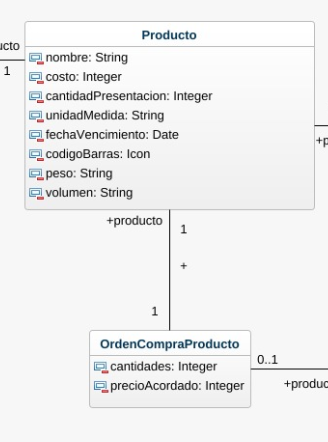 Producto
ucto
1
nombre: String
costo: Integer
cantidadPresentacion: Integer
unidadMedida: String
fechaVencimiento: Date
codigoBarras: Icon
peso: String
volumen: String
+p
+producto
1
+
1
OrdenCompraProducto
cantidades: Integer
precioAcordado: Integer
0..1
+produc